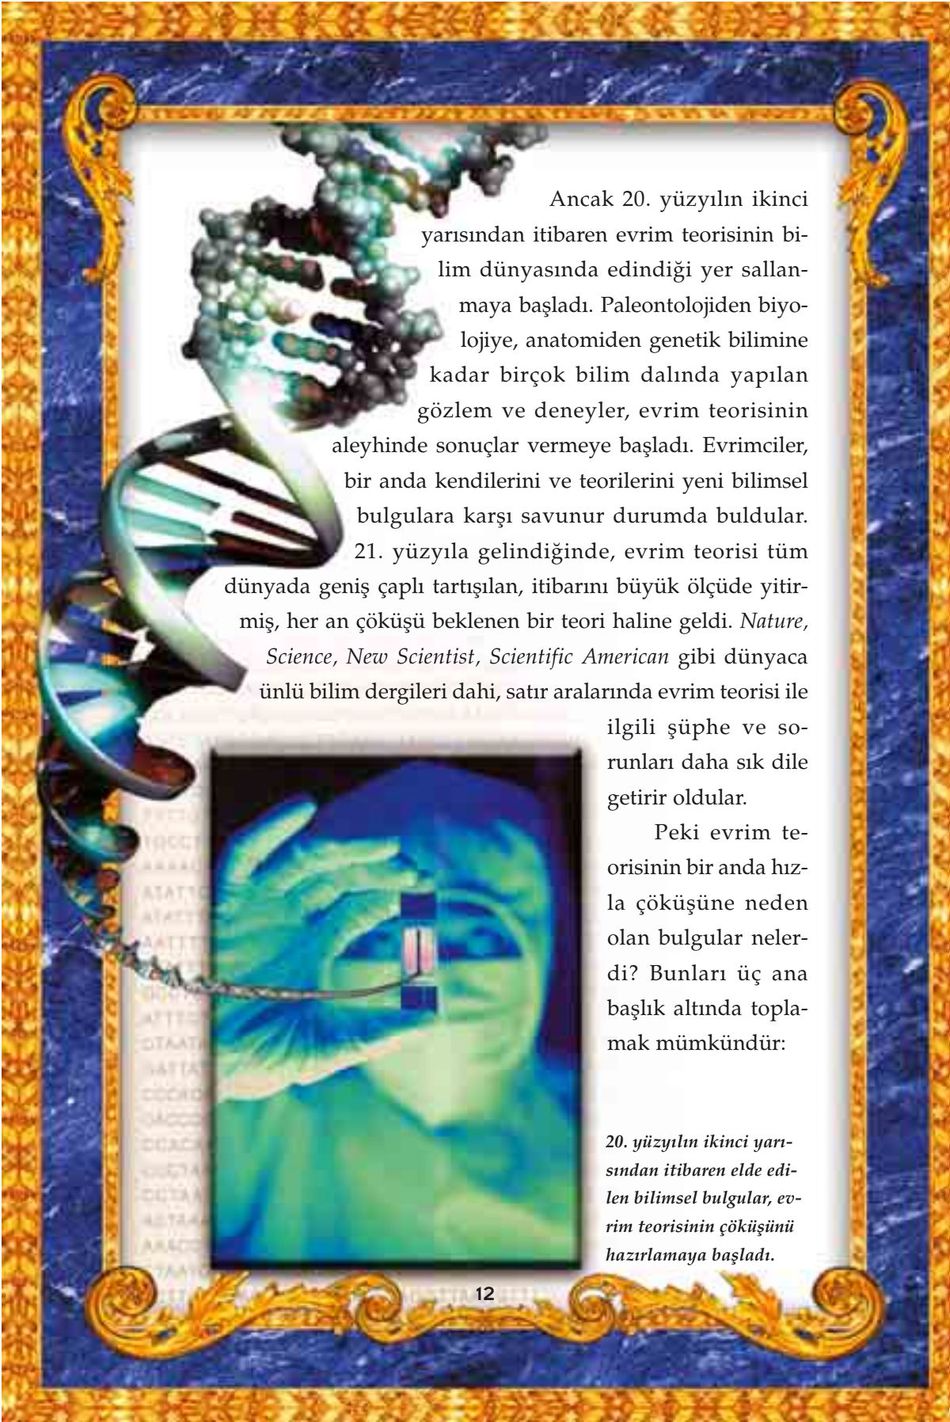 Ancak 20. yüzyılın ikinci
yarısından itibaren evrim teorisinin bi-
lim dünyasında edindiği yer sallan-
maya başladı. Paleontolojiden biyo-
lojiye, anatomiden genetik bilimine
kadar birçok bilim dalında yapılan
gözlem ve deneyler, evrim teorisinin
aleyhinde sonuçlar vermeye başladı. Evrimciler,
bir anda kendilerini ve teorilerini yeni bilimsel
bulgulara karşı savunur durumda buldular.
21. yüzyıla gelindiğinde, evrim teorisi tüm
dünyada geniş çaplı tartışılan, itibarını büyük ölçüde yitir-
miş, her an çöküşü beklenen bir teori haline geldi. Nature,
Science, New Scientist, Scientific American gibi dünyaca
ünlü bilim dergileri dahi, satır aralarında evrim teorisi ile
ilgili şüphe ve so-
runları daha sık dile
getirir oldular.
Peki evrim te-
orisinin bir anda hız-
la çöküşüne neden
olan bulgular neler-
di? Bunları üç ana
başlık altında topla-
mak mümkündür:
20. yüzyılın ikinci yarı-
sından itibaren elde edi-
len bilimsel bulgular, ev-
rim teorisinin çöküşünü
hazırlamaya başladı.
12